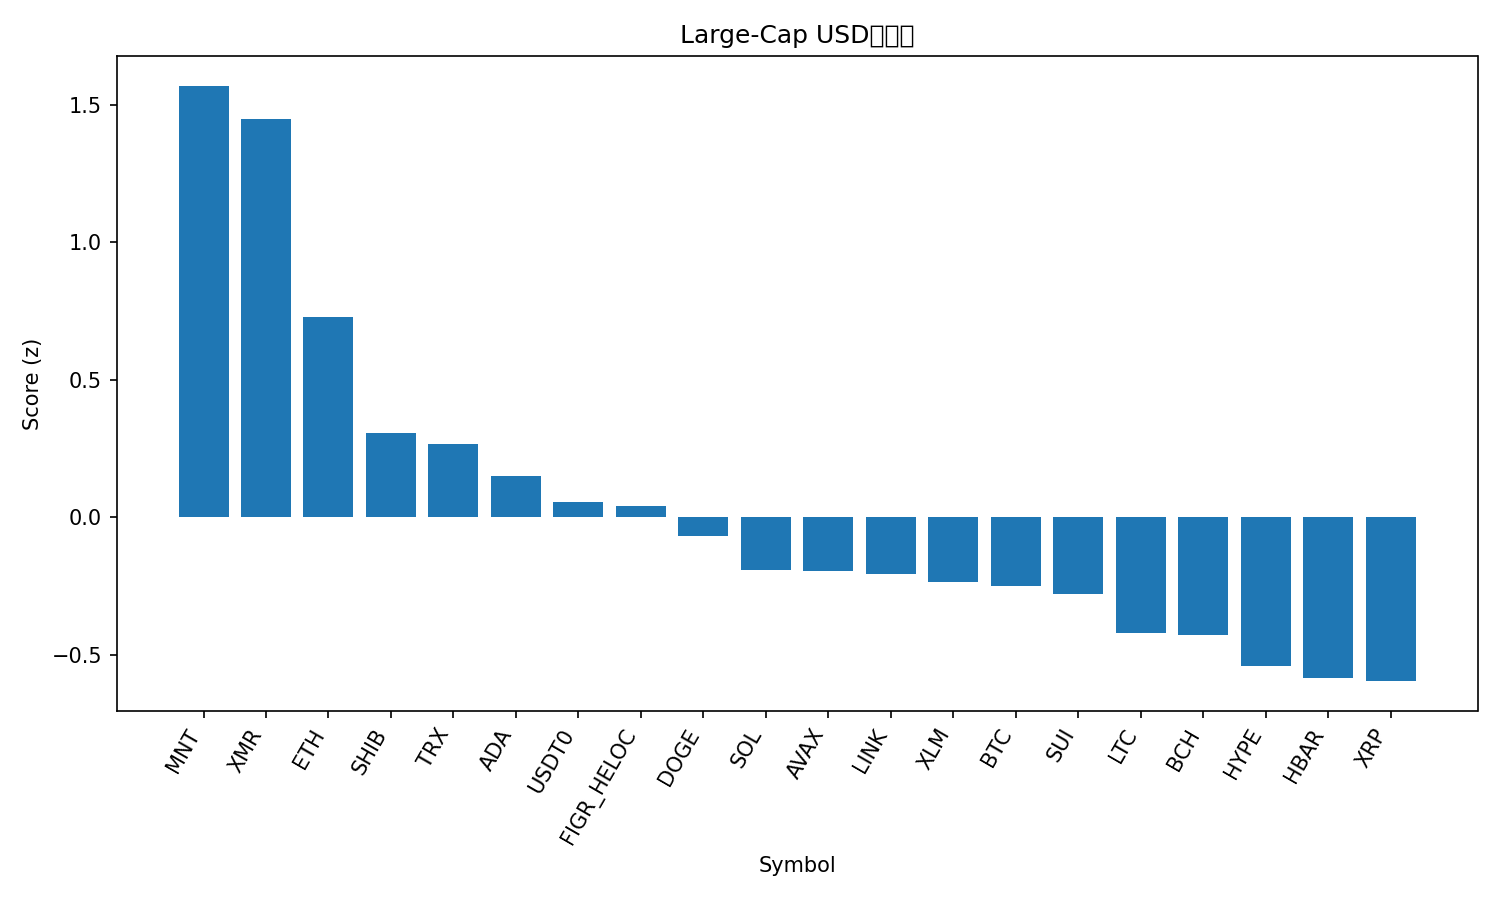 Large-Cap USD
Score (z)
1.5
1.0
0.5
0.0
−0.5
MNT
XMR
ETH
SHIB
TRX
ADA
USDT0
FIGR_HELOC
DOGE
SOL
AVAX
LINK
XLM
BTC
SUI
LTC
BCH
HYPE
HBAR
XRP
Symbol